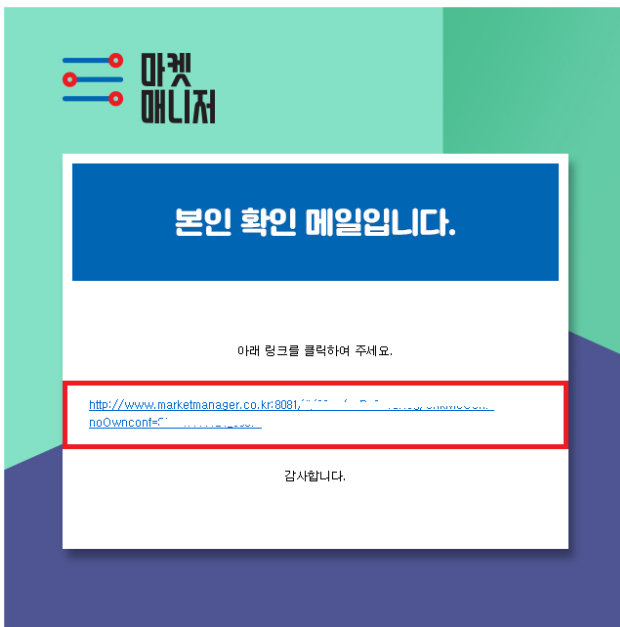 마켓
매니저
본인 확인 메일입니다.
아래 링크를 클릭하여 주세요.
http://www.marketmanager.co.kr:8081/
noOwnconf=
감사합니다.